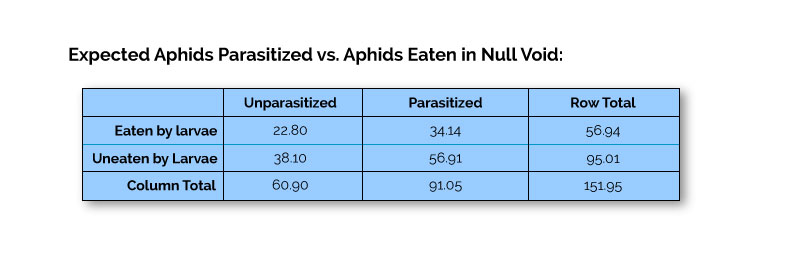 Expected Aphids Parasitized vs. Aphids Eaten in Null Void:
Unparasitized Parasitized Row Total
Eaten by larvae 22.80 34.14 56.94
Uneaten by Larvae 38.10 56.91 95.01
Column Total 60.90 91.05 151.95